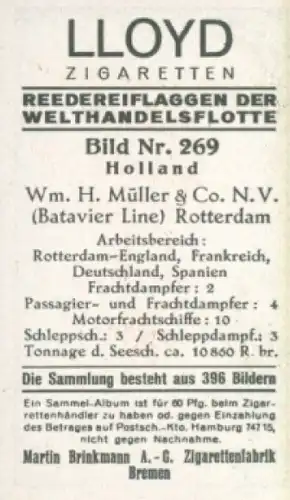 LLOYD
ZIGARETTEN
REEDEREIFLAGGEN DER
WELTHANDELSFLOTTE
Bild Nr. 269
Holland
Wm. H. Müller & Co. N.V.
(Batavier Line) Rotterdam
Arbeitsbereich:
Rotterdam-England, Frankreich,
Deutschland, Spanien
Frachtdampfer: 2
Passagier- und Frachtdampfer: 4
Motorfrachtschiffe: 10
Schleppsch.: 3 / Schleppdampf.: 3
Tonnage d. Seesch. ca. 10860 R. br.
Die Sammlung besteht aus 396 Bildern
Ein Sammel-Album ist für 60 Pfg. beim Zigar-
rettenhändler zu haben od. gegen Einzahlung
des Betrages auf Postsch.-Kto. Hamburg 74715,
nicht gegen Nachnahme.
Martin Brinkmann A.-G. Zigarettenfabrik
Bremen